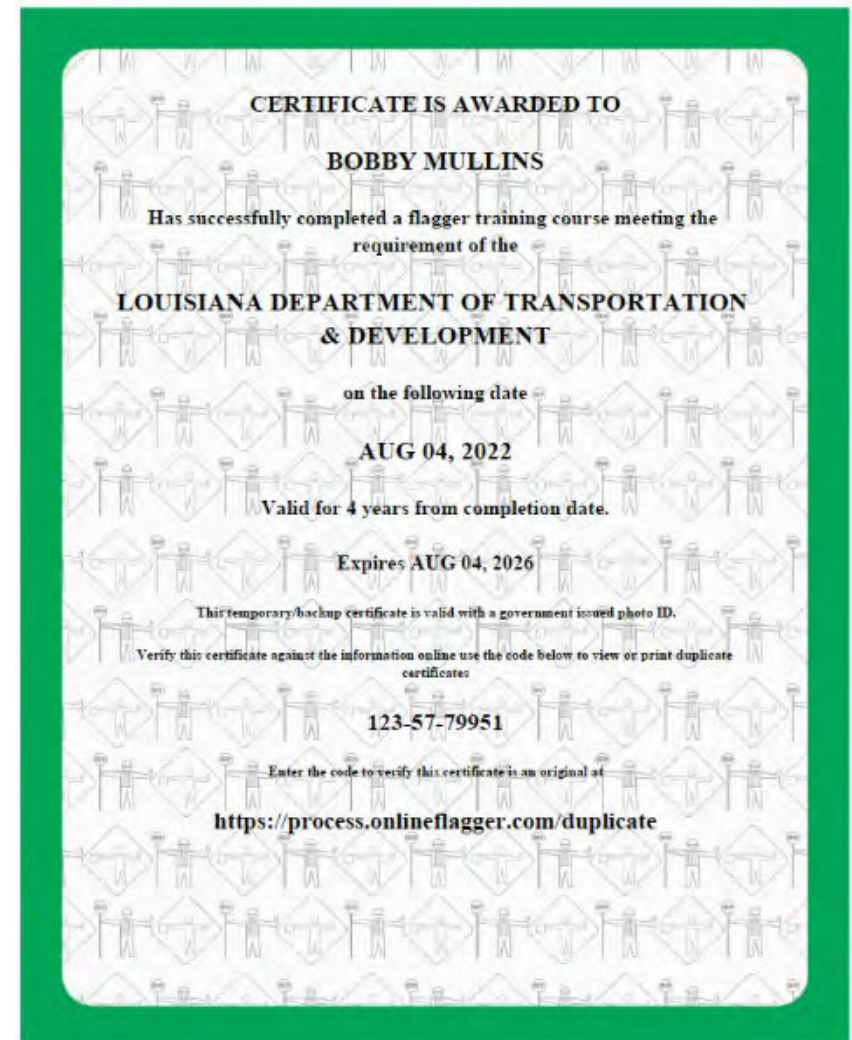 CERTIFICATE IS AWARDED TO
BOBBY MULLINS
Has successfully completed a flagger training course meeting the
requirement of the
LOUISIANA DEPARTMENT OF TRANSPORTATION
& DEVELOPMENT
on the following date
AUG 04, 2022
Valid for 4 years from completion date.
Expires AUG 04, 2026
This temporary/backup certificate is valid with a government issued photo ID.
Verify this certificate against the information online use the code below to view or print duplicate
certificates
123-57-79951
Enter the code to verify this certificate is an original at
https://process.onlineflagger.com/duplicate